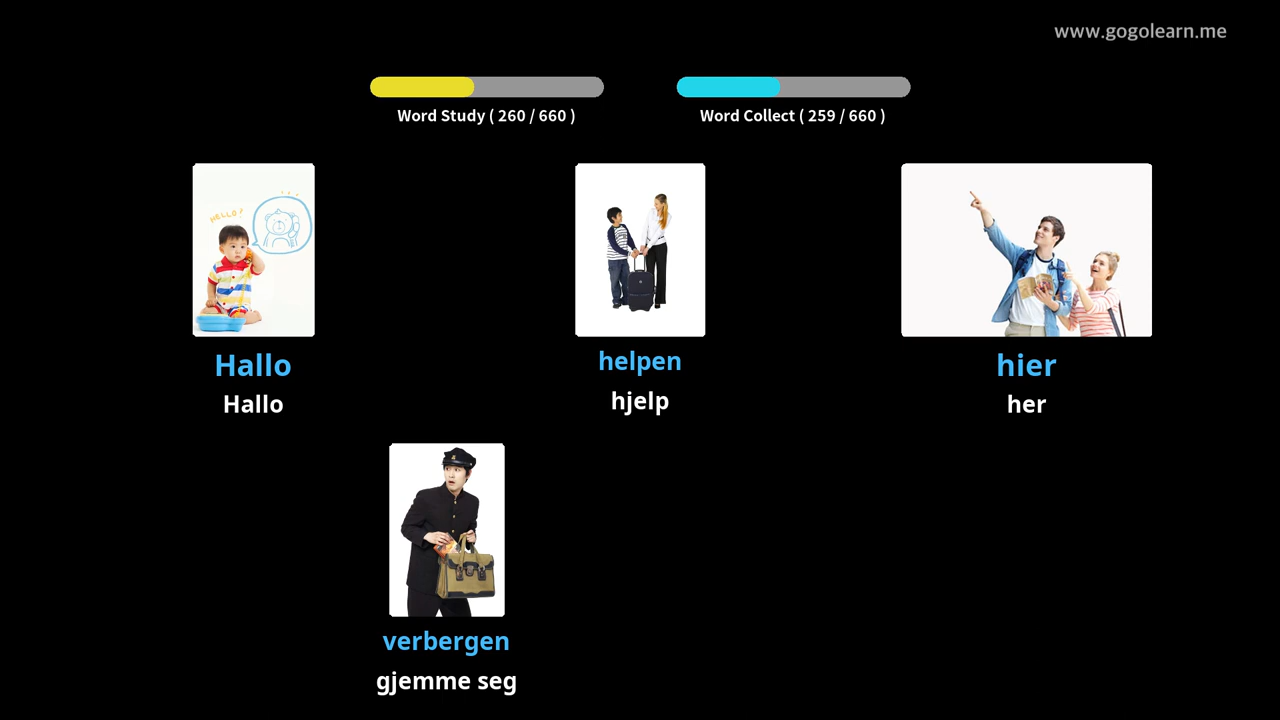 www.gogolearn.me
Word Study ( 260 / 660 )
Word Collect ( 259 / 660 )
HELLO?
Hallo
Hallo
helpen
hjelp
hier
her
verbergen
gjemme seg